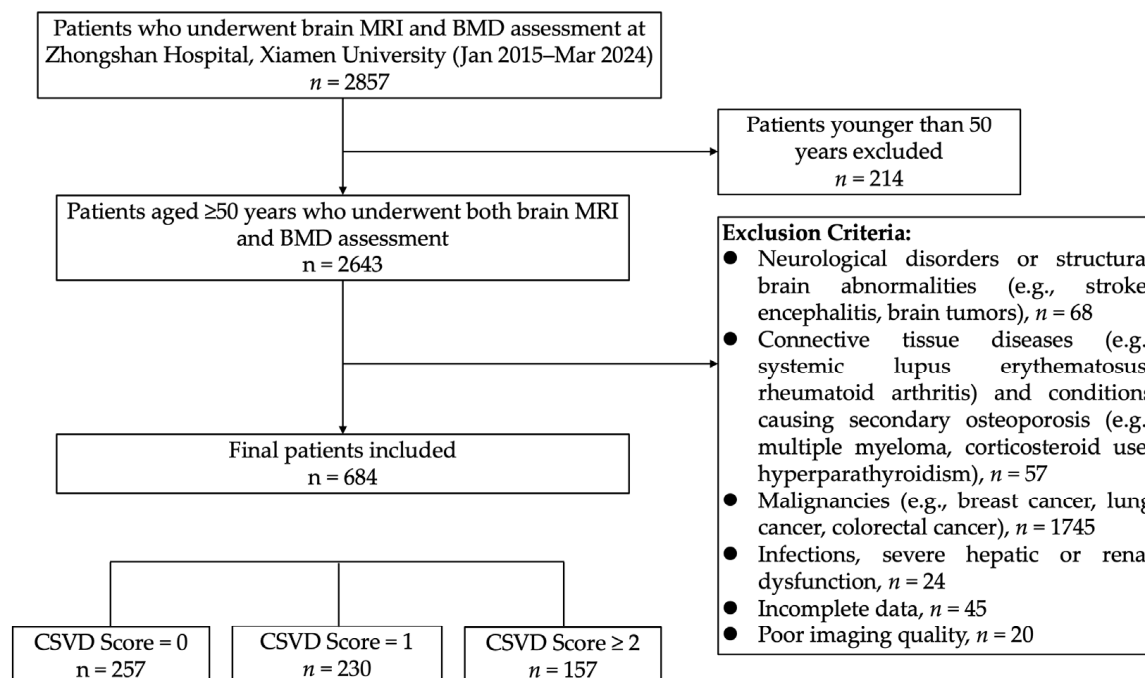 Patients who underwent brain MRI and BMD assessment at
Zhongshan Hospital, Xiamen University (Jan 2015–Mar 2024)
n = 2857
Patients younger than 50
years excluded
n = 214
Patients aged ≥50 years who underwent both brain MRI
and BMD assessment
n = 2643
Exclusion Criteria:
● Neurological disorders or structura
brain abnormalities (e.g., stroke
encephalitis, brain tumors), n = 68
● Connective tissue diseases (e.g.
systemic lupus erythematosus
rheumatoid arthritis) and conditions
causing secondary osteoporosis (e.g.
multiple myeloma, corticosteroid use
hyperparathyroidism), n = 57
● Malignancies (e.g., breast cancer, lung
cancer, colorectal cancer), n = 1745
● Infections, severe hepatic or rena
dysfunction, n = 24
● Incomplete data, n = 45
● Poor imaging quality, n = 20
Final patients included
n = 684
CSVD Score = 0
n = 257
CSVD Score = 1
n = 230
CSVD Score ≥ 2
n = 157